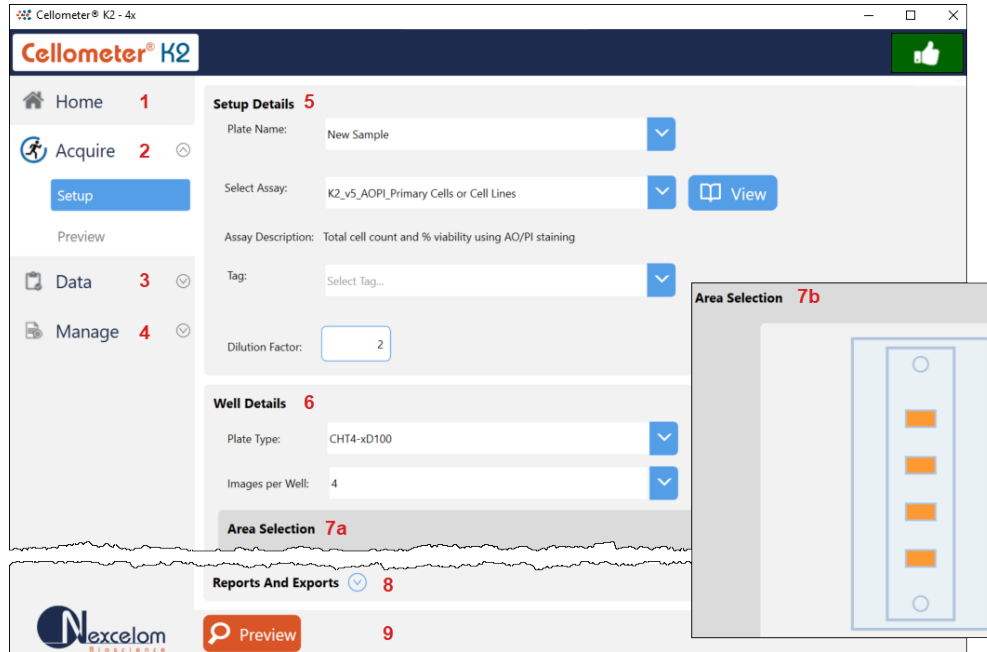 Cellometer® K2 - 4x
Cellometer® K2
Home 1
Acquire 2
Setup
Preview
Data 3
Manage 4
Setup Details 5
Plate Name: New Sample
Select Assay: K2_v5_AOPI_Primary Cells or Cell Lines View
Assay Description: Total cell count and % viability using AO/PI staining
Tag: Select Tag...
Dilution Factor: 2
Well Details 6
Plate Type: CHT4-xD100
Images per Well: 4
Area Selection 7a
Area Selection 7b
Reports And Exports 8
Nexcelom
Bioscience
Preview 9